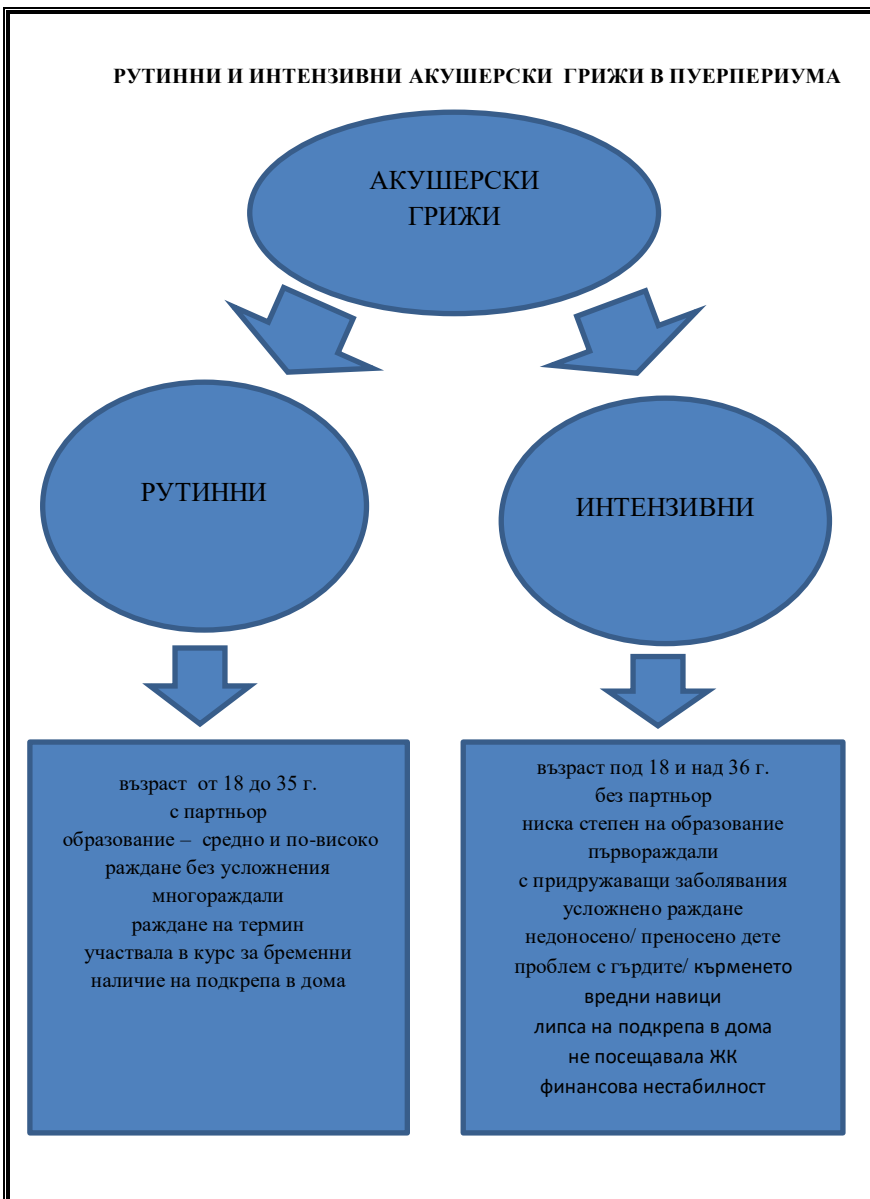 РУТИННИ И ИНТЕНЗИВНИ АКУШЕРСКИ ГРИЖИ В ПУЕРПЕРИУМА
АКУШЕРСКИ
ГРИЖИ
РУТИННИ
ИНТЕНЗИВНИ
възраст от 18 до 35 г.
с партньор
образование – средно и по-високо
раждане без усложнения
многораждали
раждане на термин
участвала в курс за бременни
наличие на подкрепа в дома
възраст под 18 и над 36 г.
без партньор
ниска степен на образование
първораждали
с придружаващи заболявания
усложнено раждане
недоносено/ преносено дете
проблем с гърдите/ кърменето
вредни навици
липса на подкрепа в дома
не посещавала ЖК
финансова нестабилност